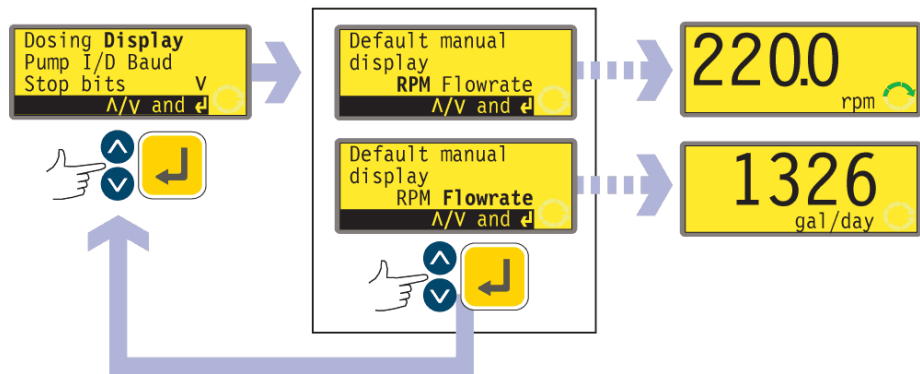 Dosing Display
Pump I/D Baud
Stop bits V
Λ/V and ↲
Default manual
display
RPM Flowrate
Λ/V and ↲
220.0
rpm
Default manual
display
RPM Flowrate
Λ/V and ↲
1326
gal/day